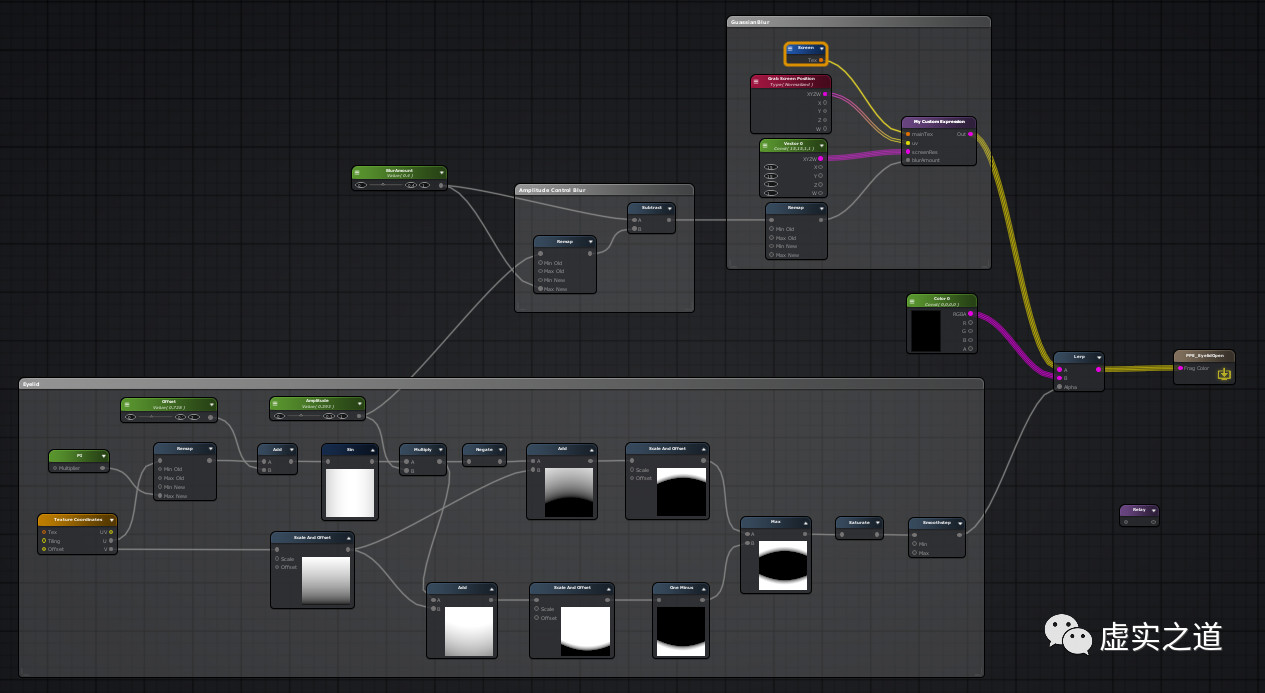 GuassianBlur
Screen
Tex
Grab Screen Position
Type( Normalized )
XYZW
X
Y
Z
W
My Custom Expression
mainTex
Out
uv
screenRes
blurAmount
Vector 0
XYZW
X
Y
Z
W
Remap
Min Old
Max Old
Min New
Max New
BlurAmount
Amplitude Control Blur
Subtract
A
B
Remap
Min Old
Max Old
Min New
Max New
Color 0
RGBA
R
G
B
A
Lerp
A
B
Alpha
PPE_EyelidOpen
Frag Color
Eyelid
Offset
Amplitude
PI
Multiplier
Remap
Min Old
Max Old
Min New
Max New
Add
A
B
Sin
Multiply
A
B
Negate
Add
A
B
Scale And Offset
Scale
Offset
Texture Coordinates
Tex
UV
Tiling
U
Offset
V
Scale And Offset
Scale
Offset
Add
A
B
Scale And Offset
Scale
Offset
One Minus
Max
A
B
Saturate
Smoothstep
Min
Max
Relay
虚实之道